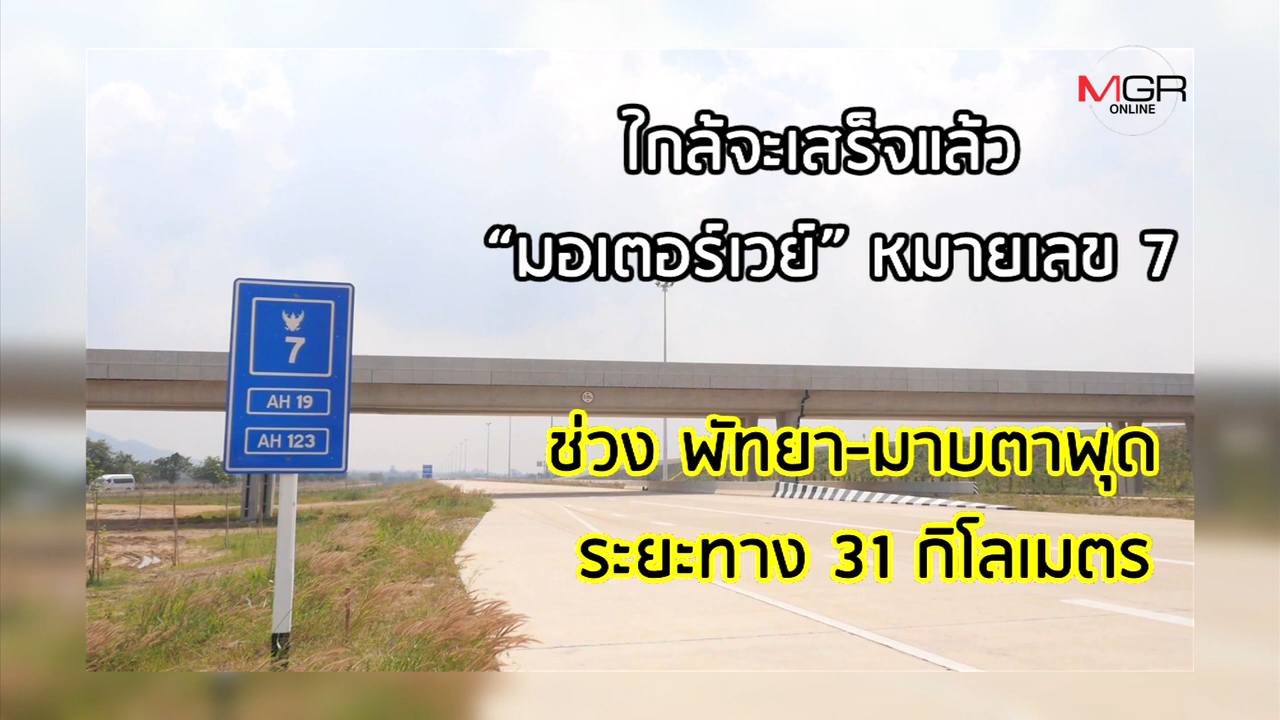 MGR
ONLINE
ใกล้จะเสร็จแล้ว
“มอเตอร์เวย์” หมายเลข 7
7
AH 19
AH 123
ช่วง พัทยา-มาบตาพุด
ระยะทาง 31 กิโลเมตร